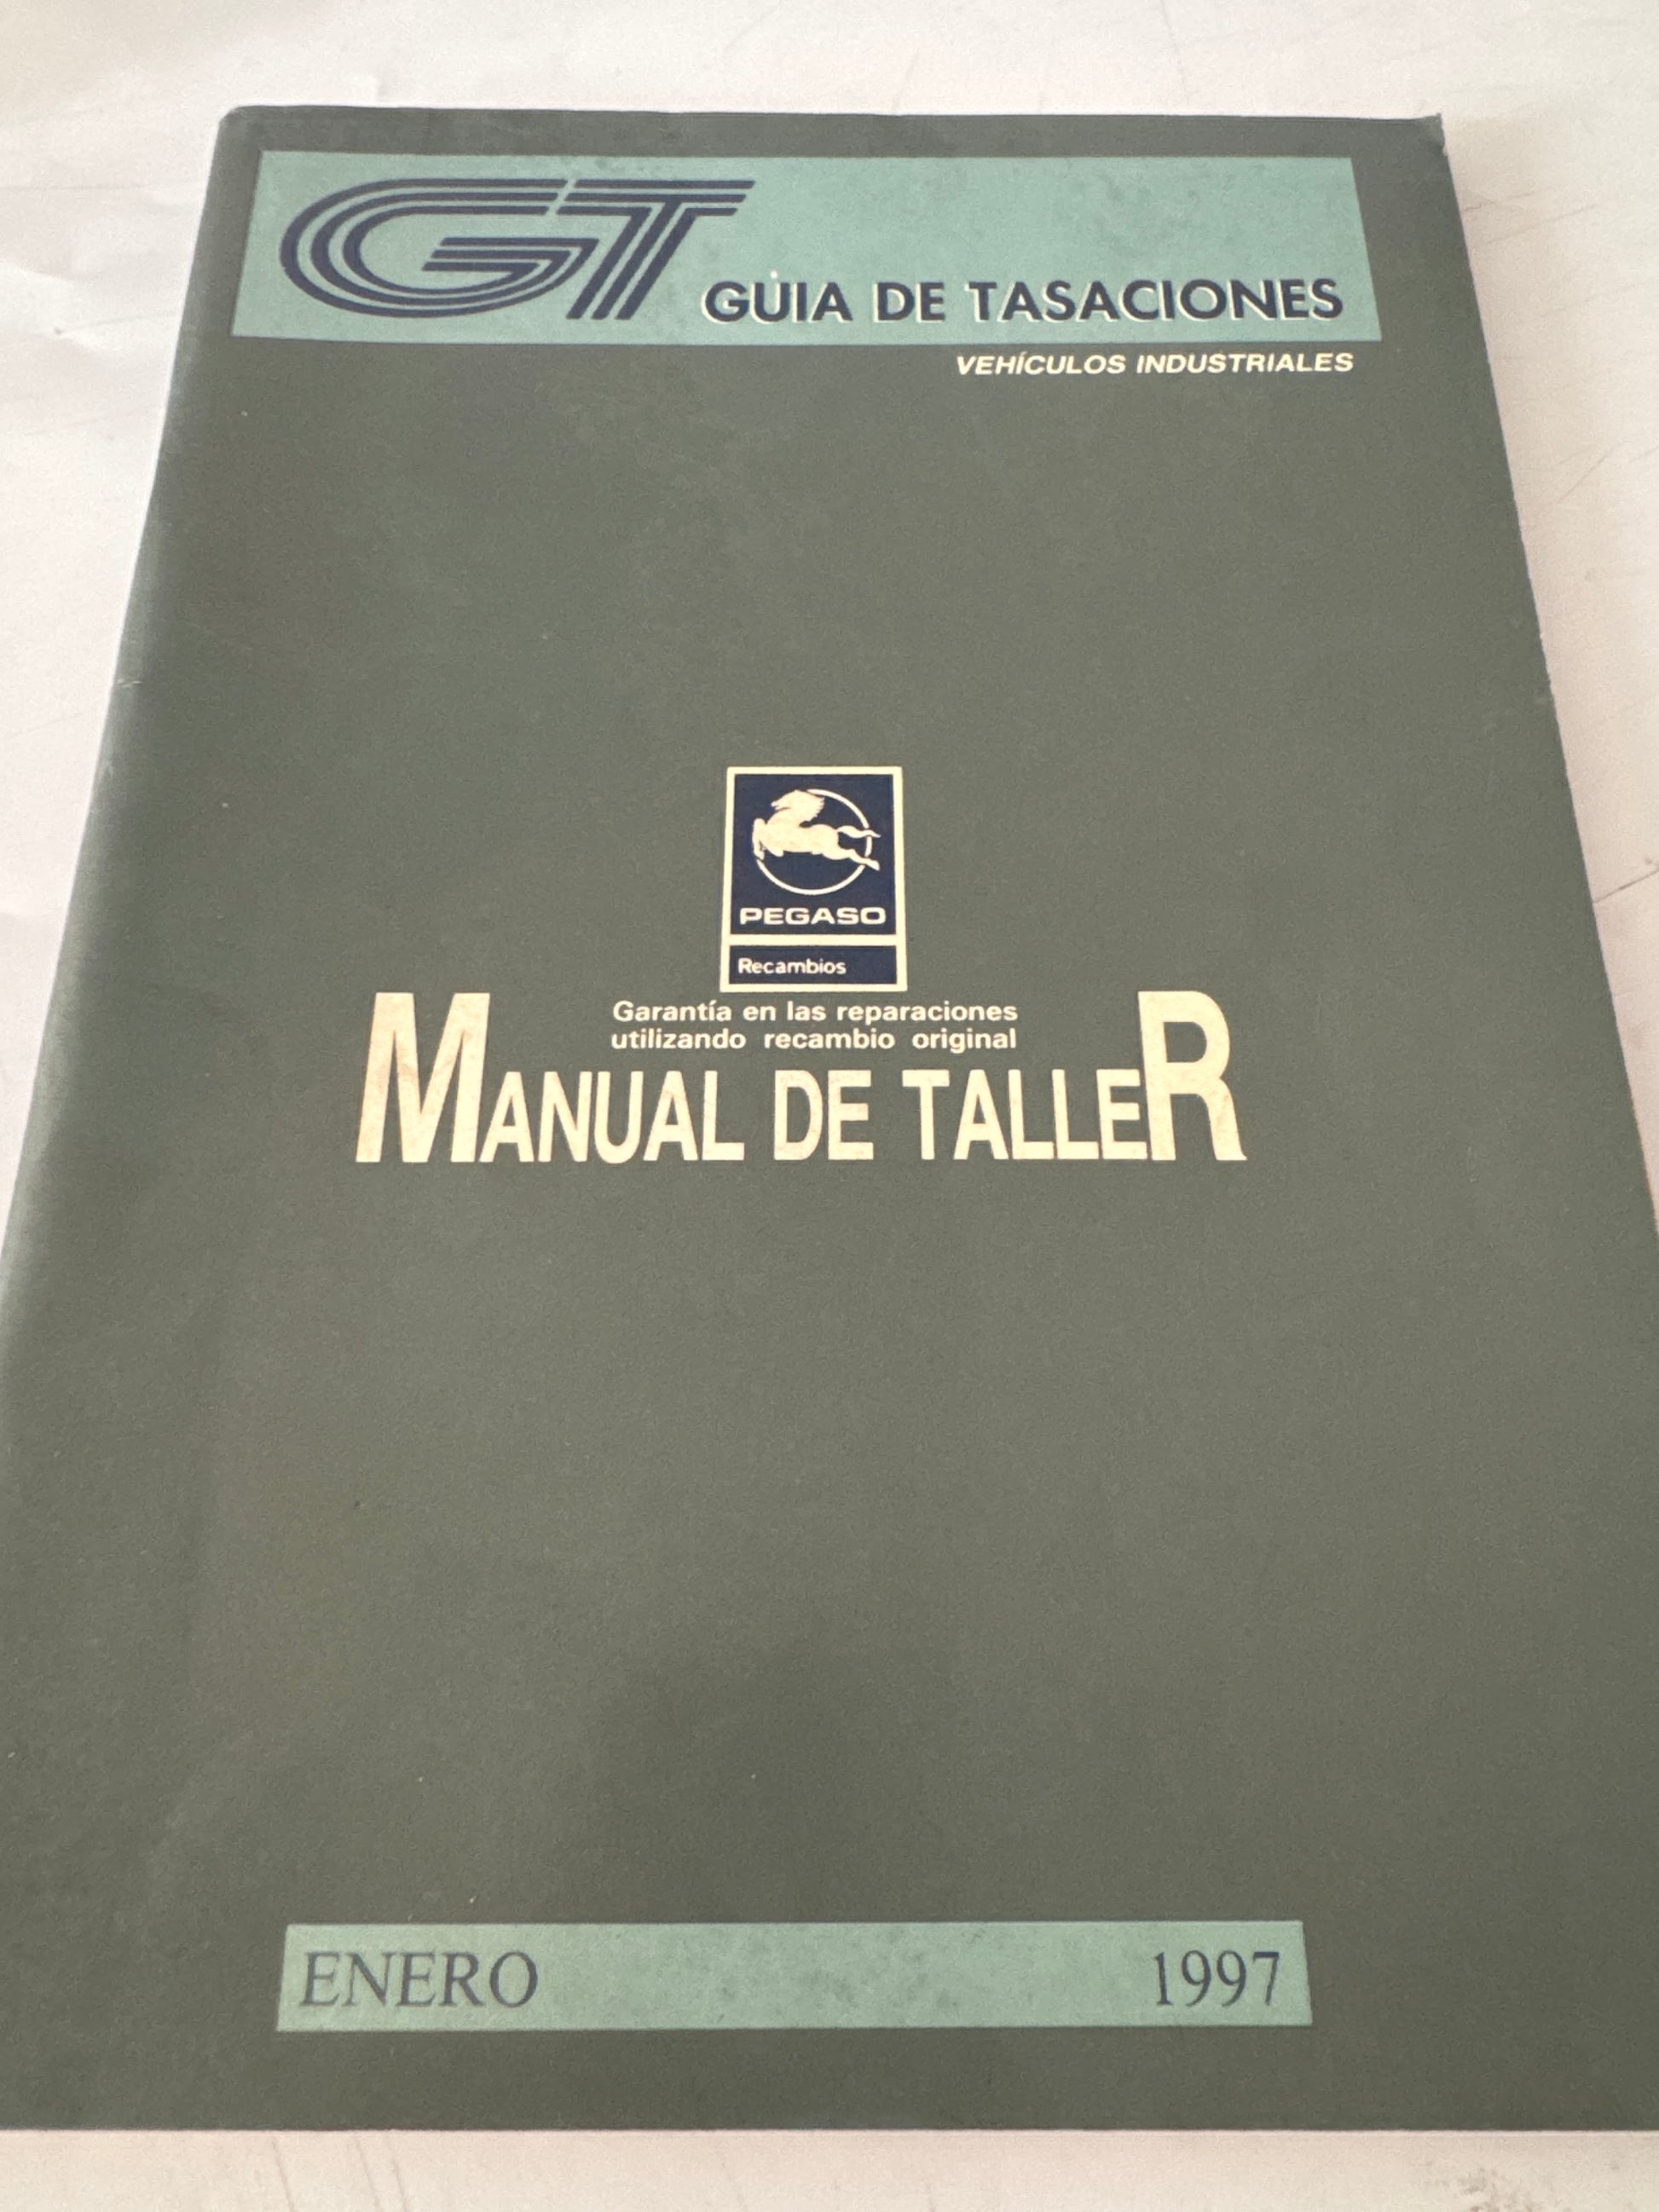 GT GUIA DE TASACIONES
VEHÍCULOS INDUSTRIALES
PEGASO
Recambios
Garantía en las reparaciones
utilizando recambio original
MANUAL DE TALLER
ENERO 1997